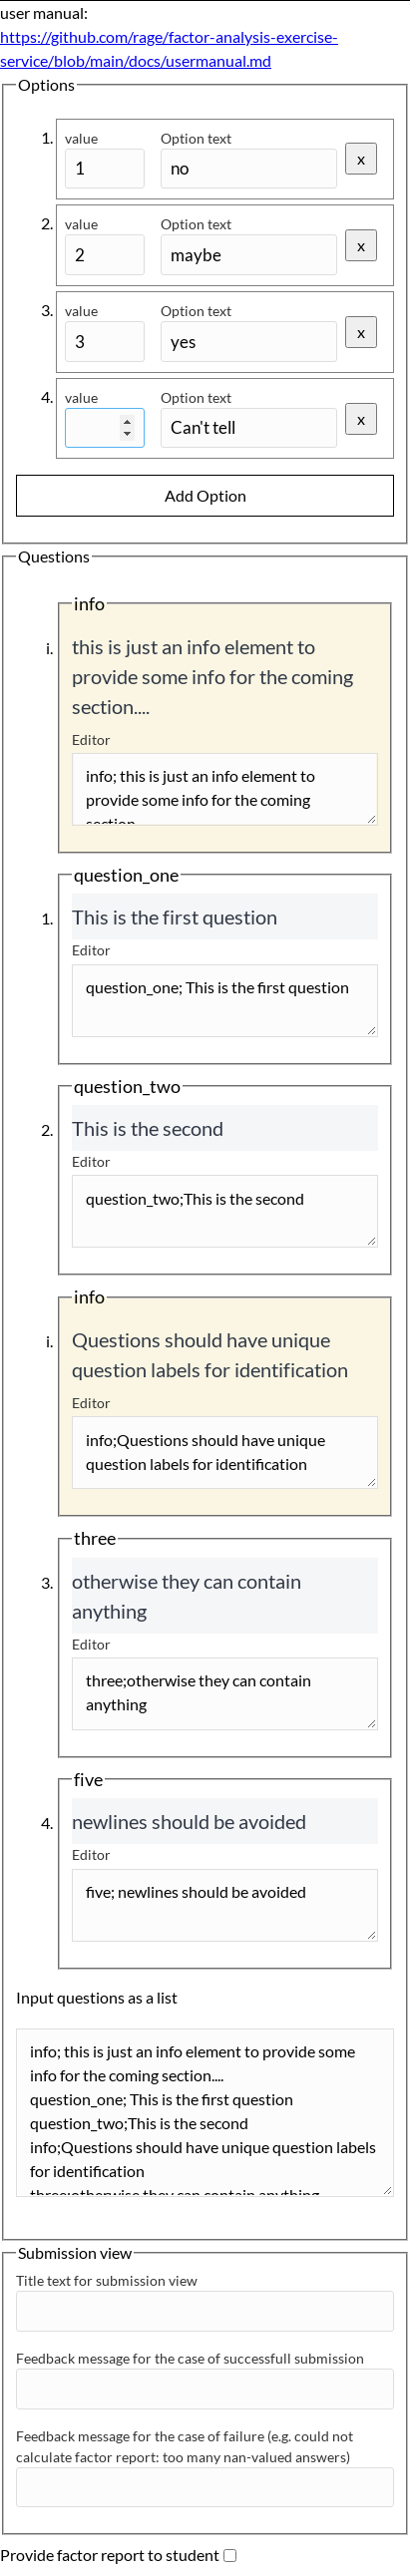 user manual:
https://github.com/rage/factor-analysis-exercise-
service/blob/main/docs/usermanual.md
Options
1.
value
Option text
1
no
x
2.
value
Option text
2
maybe
x
3.
value
Option text
3
yes
x
4.
value
Option text
Can't tell
x
Add Option
Questions
info
i.
this is just an info element to
provide some info for the coming
section....
Editor
info; this is just an info element to
provide some info for the coming
section
question_one
1.
This is the first question
Editor
question_one; This is the first question
question_two
2.
This is the second
Editor
question_two;This is the second
info
i.
Questions should have unique
question labels for identification
Editor
info;Questions should have unique
question labels for identification
three
3.
otherwise they can contain
anything
Editor
three;otherwise they can contain
anything
five
4.
newlines should be avoided
Editor
five; newlines should be avoided
Input questions as a list
info; this is just an info element to provide some
info for the coming section....
question_one; This is the first question
question_two;This is the second
info;Questions should have unique question labels
for identification
three;otherwise they can contain anything
Submission view
Title text for submission view
Feedback message for the case of successfull submission
Feedback message for the case of failure (e.g. could not
calculate factor report: too many nan-valued answers)
Provide factor report to student